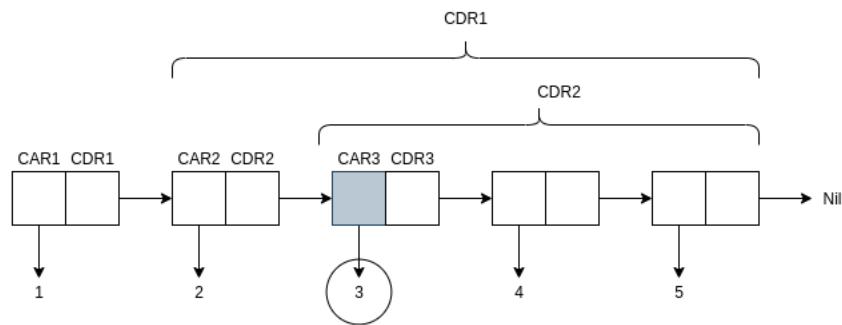 CDR1
CDR2
CAR1 CDR1 CAR2 CDR2 CAR3 CDR3
Nil
1 2 3 4 5